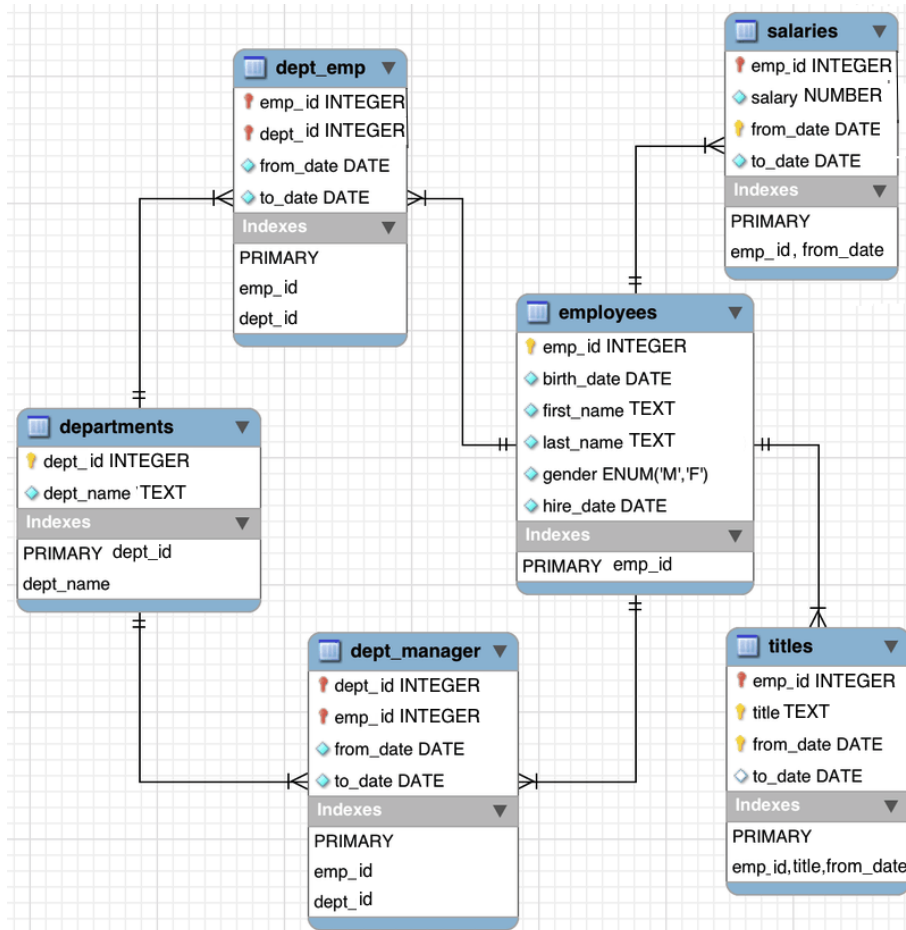 dept_emp
emp_id INTEGER
dept_id INTEGER
from_date DATE
to_date DATE
Indexes
PRIMARY
emp_id
dept_id
salaries
emp_id INTEGER
salary NUMBER
from_date DATE
to_date DATE
Indexes
PRIMARY
emp_id, from_date
employees
emp_id INTEGER
birth_date DATE
first_name TEXT
last_name TEXT
gender ENUM('M','F')
hire_date DATE
Indexes
PRIMARY emp_id
departments
dept_id INTEGER
dept_name TEXT
Indexes
PRIMARY dept_id
dept_name
dept_manager
dept_id INTEGER
emp_id INTEGER
from_date DATE
to_date DATE
Indexes
PRIMARY
emp_id
dept_id
titles
emp_id INTEGER
title TEXT
from_date DATE
to_date DATE
Indexes
PRIMARY
emp_id,title,from_date